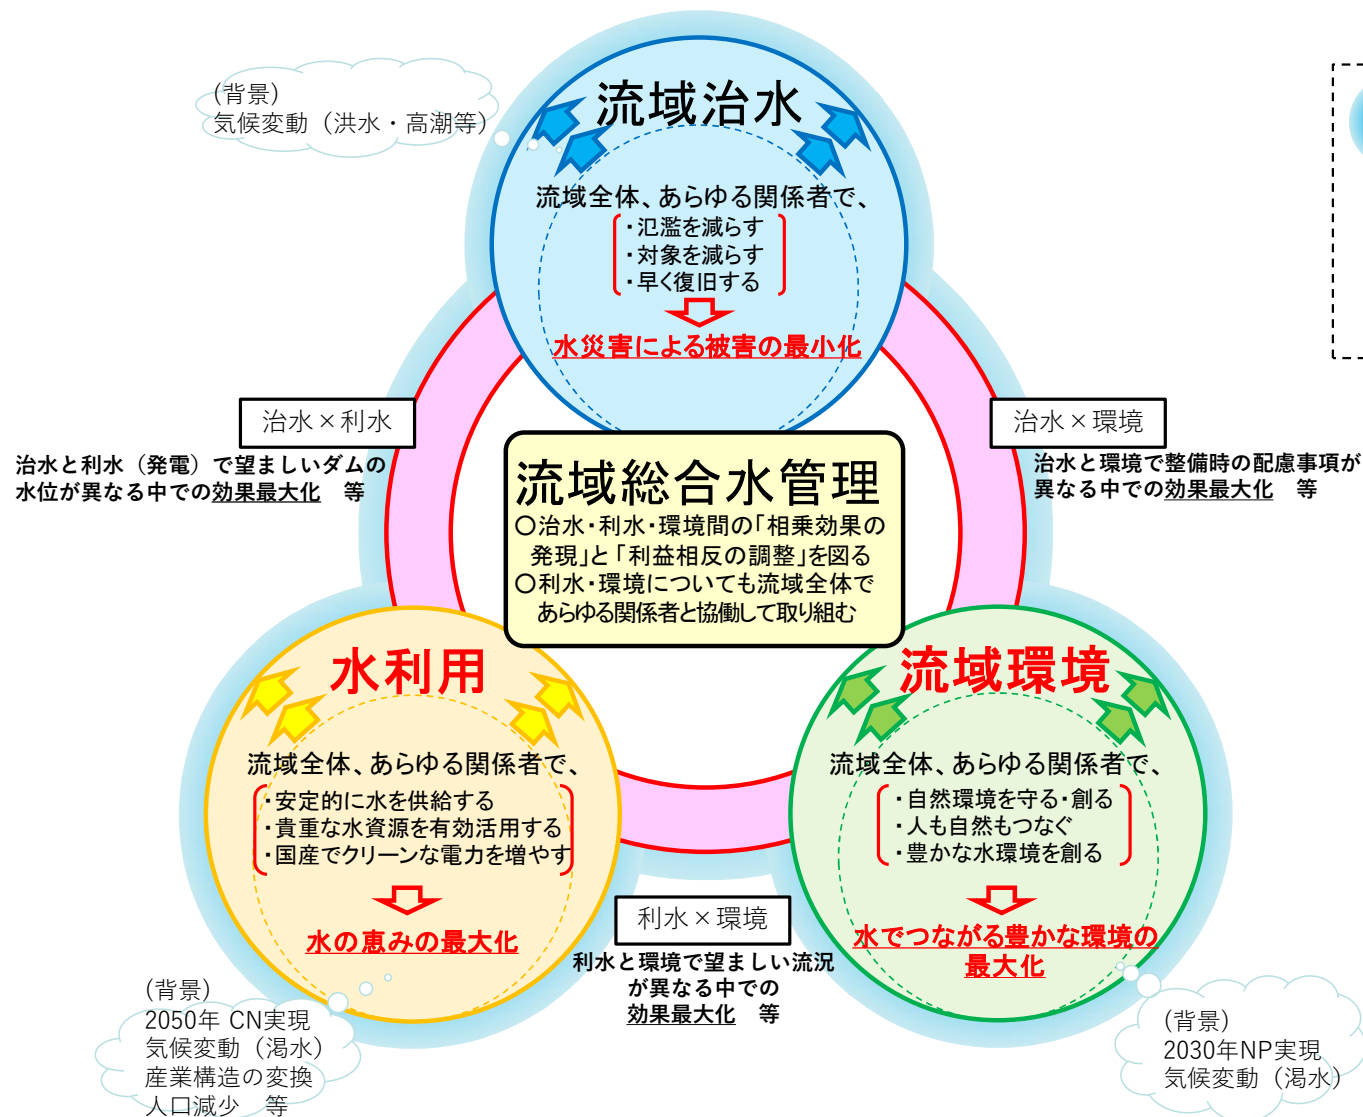 (背景)
気候変動（洪水・高潮等）
流域治水
流域全体、あらゆる関係者で、
・氾濫を減らす
・対象を減らす
・早く復旧する
水災害による被害の最小化
治水×利水
治水と利水（発電）で望ましいダムの
水位が異なる中での効果最大化　等
治水×環境
治水と環境で整備時の配慮事項が
異なる中での効果最大化　等
流域総合水管理
○治水・利水・環境間の「相乗効果の
発現」と「利益相反の調整」を図る
○利水・環境についても流域全体で
あらゆる関係者と協働して取り組む
水利用
流域全体、あらゆる関係者で、
・安定的に水を供給する
・貴重な水資源を有効活用する
・国産でクリーンな電力を増やす
水の恵みの最大化
流域環境
流域全体、あらゆる関係者で、
・自然環境を守る・創る
・人も自然もつなぐ
・豊かな水環境を創る
水でつながる豊かな環境の
最大化
利水×環境
利水と環境で望ましい流況
が異なる中での
効果最大化　等
(背景)
2050年 CN実現
気候変動（渇水）
産業構造の変換
人口減少　等
(背景)
2030年NP実現
気候変動（渇水）